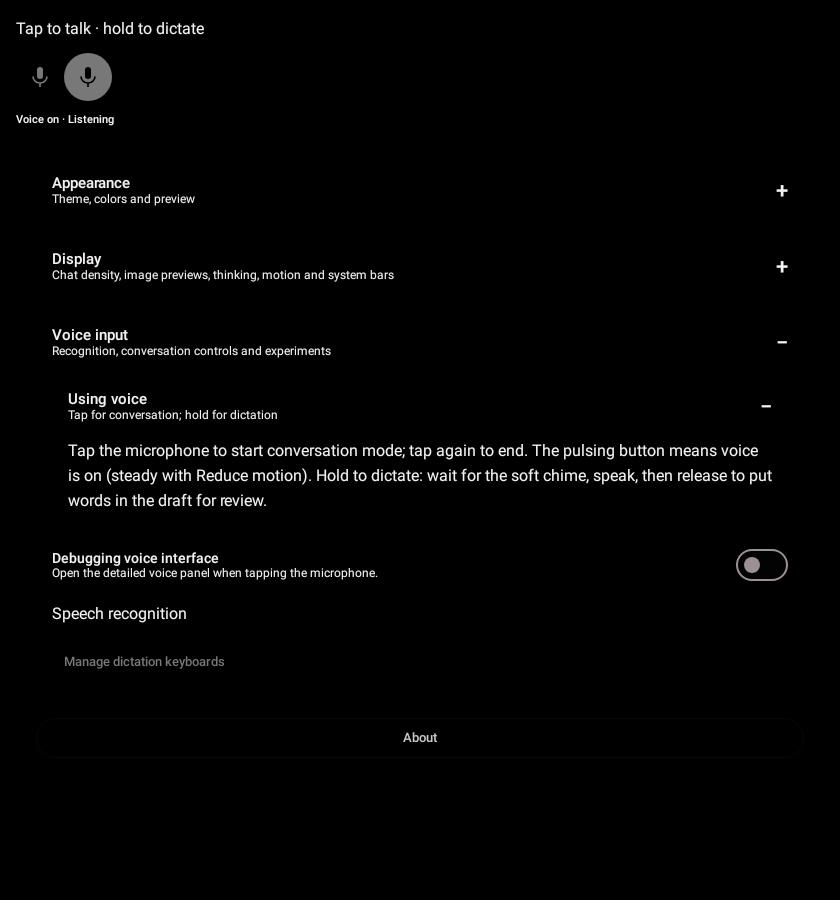 Tap to talk · hold to dictate
Voice on · Listening
Appearance
Theme, colors and preview
+
Display
Chat density, image previews, thinking, motion and system bars
+
Voice input
Recognition, conversation controls and experiments
−
Using voice
Tap for conversation; hold for dictation
−
Tap the microphone to start conversation mode; tap again to end. The pulsing button means voice
is on (steady with Reduce motion). Hold to dictate: wait for the soft chime, speak, then release to put
words in the draft for review.
Debugging voice interface
Open the detailed voice panel when tapping the microphone.
Speech recognition
Manage dictation keyboards
About